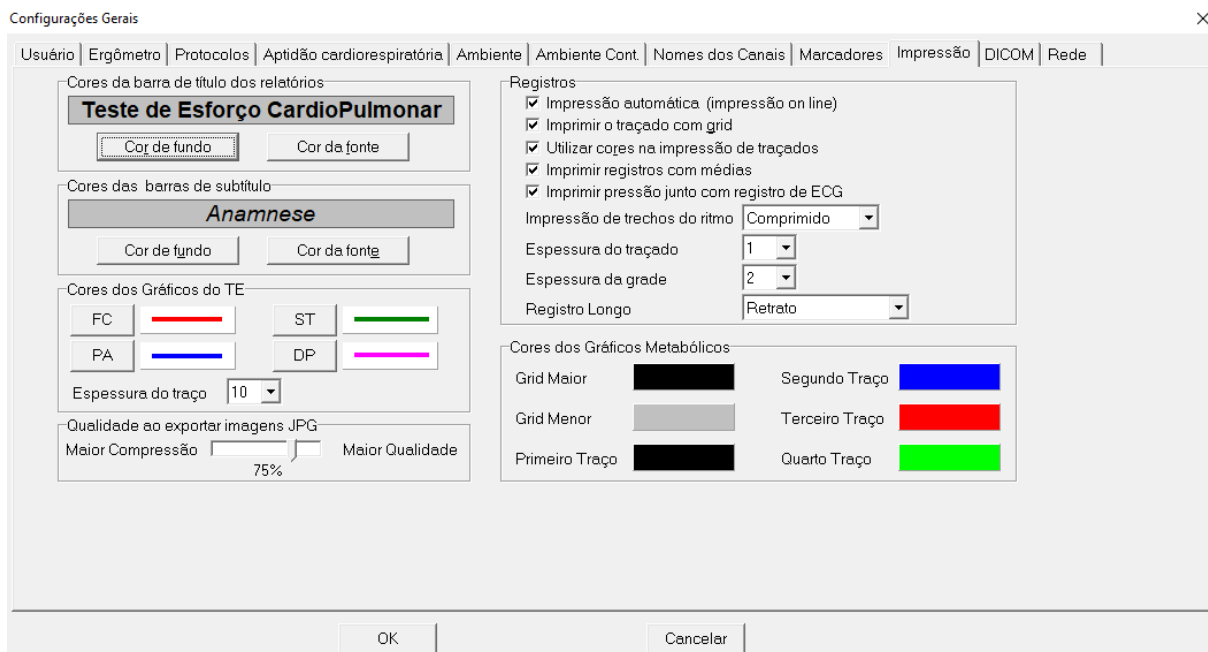 Configurações Gerais
Usuário Ergômetro Protocolos Aptidão cardiorespiratória Ambiente Ambiente Cont. Nomes dos Canais Marcadores Impressão DICOM Rede
Cores da barra de título dos relatórios
Teste de Esforço CardioPulmonar
Cor de fundo Cor da fonte
Cores das barras de subtítulo
Anamnese
Cor de fundo Cor da fonte
Cores dos Gráficos do TE
FC ST
PA DP
Espessura do traço 10
Qualidade ao exportar imagens JPG
Maior Compressão Maior Qualidade
75%
Registros
Impressão automática (impressão on line)
Imprimir o traçado com grid
Utilizar cores na impressão de traçados
Imprimir registros com médias
Imprimir pressão junto com registro de ECG
Impressão de trechos do ritmo Comprimido
Espessura do traçado 1
Espessura da grade 2
Registro Longo Retrato
Cores dos Gráficos Metabólicos
Grid Maior Segundo Traço
Grid Menor Terceiro Traço
Primeiro Traço Quarto Traço
OK Cancelar